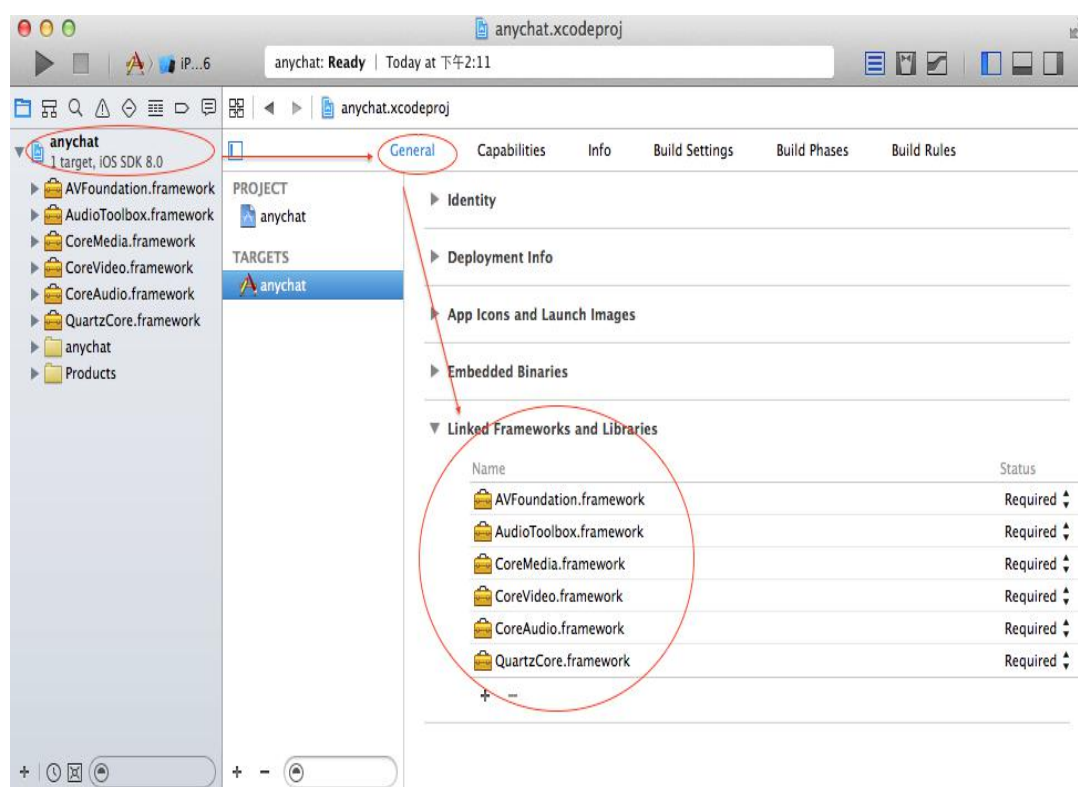 anychat.xcodeproj
iP...6
anychat: Ready | Today at 下午2:11
anychat.xcodeproj
anychat
1 target, iOS SDK 8.0
AVFoundation.framework
AudioToolbox.framework
CoreMedia.framework
CoreVideo.framework
CoreAudio.framework
QuartzCore.framework
anychat
Products
PROJECT
anychat
TARGETS
anychat
General Capabilities Info Build Settings Build Phases Build Rules
Identity
Deployment Info
App Icons and Launch Images
Embedded Binaries
Linked Frameworks and Libraries
Name Status
AVFoundation.framework Required
AudioToolbox.framework Required
CoreMedia.framework Required
CoreVideo.framework Required
CoreAudio.framework Required
QuartzCore.framework Required